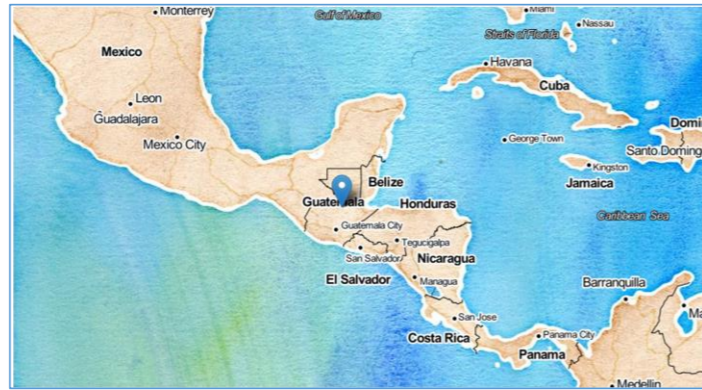 Monterrey
Gulf of Mexico
Miami
Nassau
Straits of Florida
Mexico
Havana
Cuba
Leon
Guadalajara
Mexico City
George Town
Domin
Santo Doming
Kingston
Jamaica
Belize
Guatemala
Honduras
Caribbean Sea
Guatemala City
Tegucigalpa
San Salvador
Nicaragua
El Salvador
Managua
Barranquilla
Ma
San Jose
Costa Rica
Panama City
Panama
Medellin